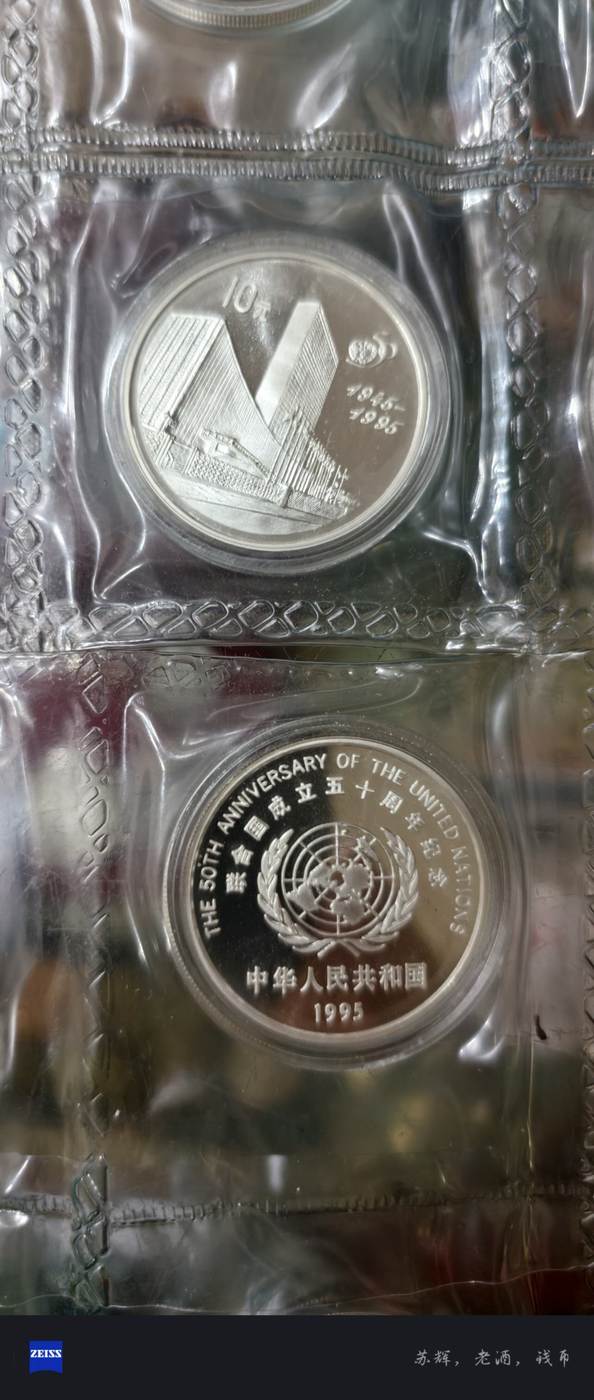 10元
50
1945-
1995
THE 50TH ANNIVERSARY OF THE UNITED NATIONS
联合国成立五十周年纪念
中华人民共和国
1995
ZEISS
苏辉，老酒，钱币